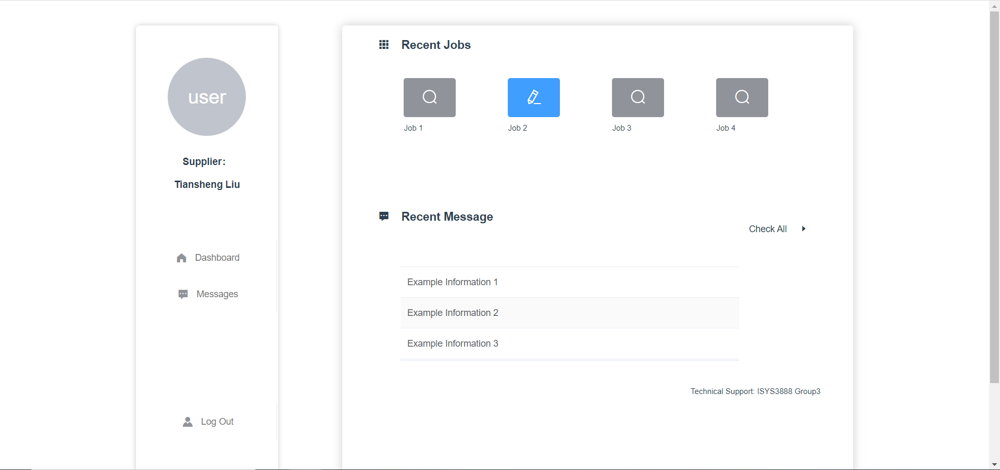 user
Supplier:
Tiansheng Liu
Dashboard
Messages
Log Out
Recent Jobs
Job 1
Job 2
Job 3
Job 4
Recent Message
Check All
Example Information 1
Example Information 2
Example Information 3
Technical Support: ISYS3888 Group3